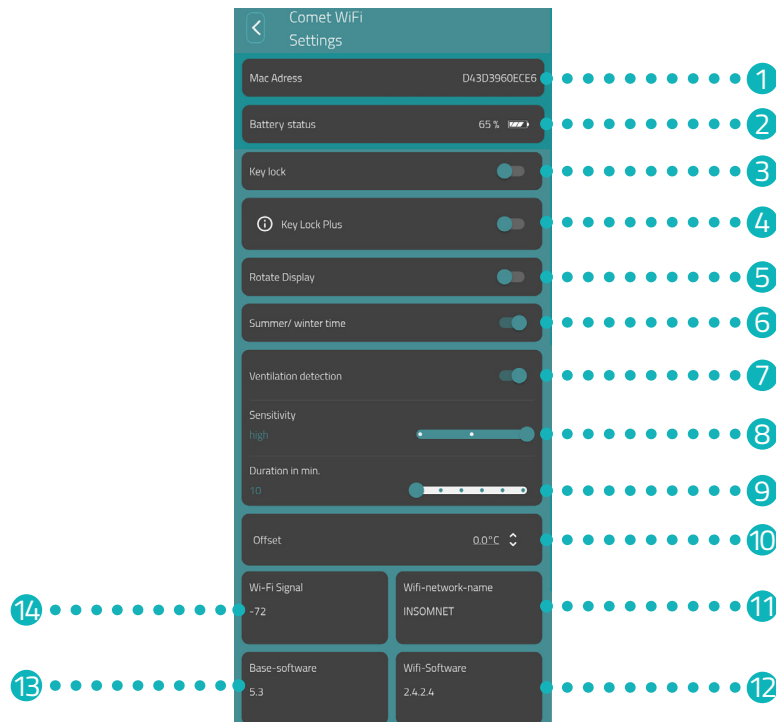 Comet WiFi
Settings
Mac Adress D43D3960ECE6 1
Battery status 65 % 2
Key lock 3
Key Lock Plus 4
Rotate Display 5
Summer/ winter time 6
Ventilation detection 7
Sensitivity
high 8
Duration in min.
10 9
Offset 0.0°C 10
Wi-Fi Signal Wifi-network-name
14 -72 INSOMNET 11
Base-software Wifi-Software
13 5.3 2.4.2.4 12